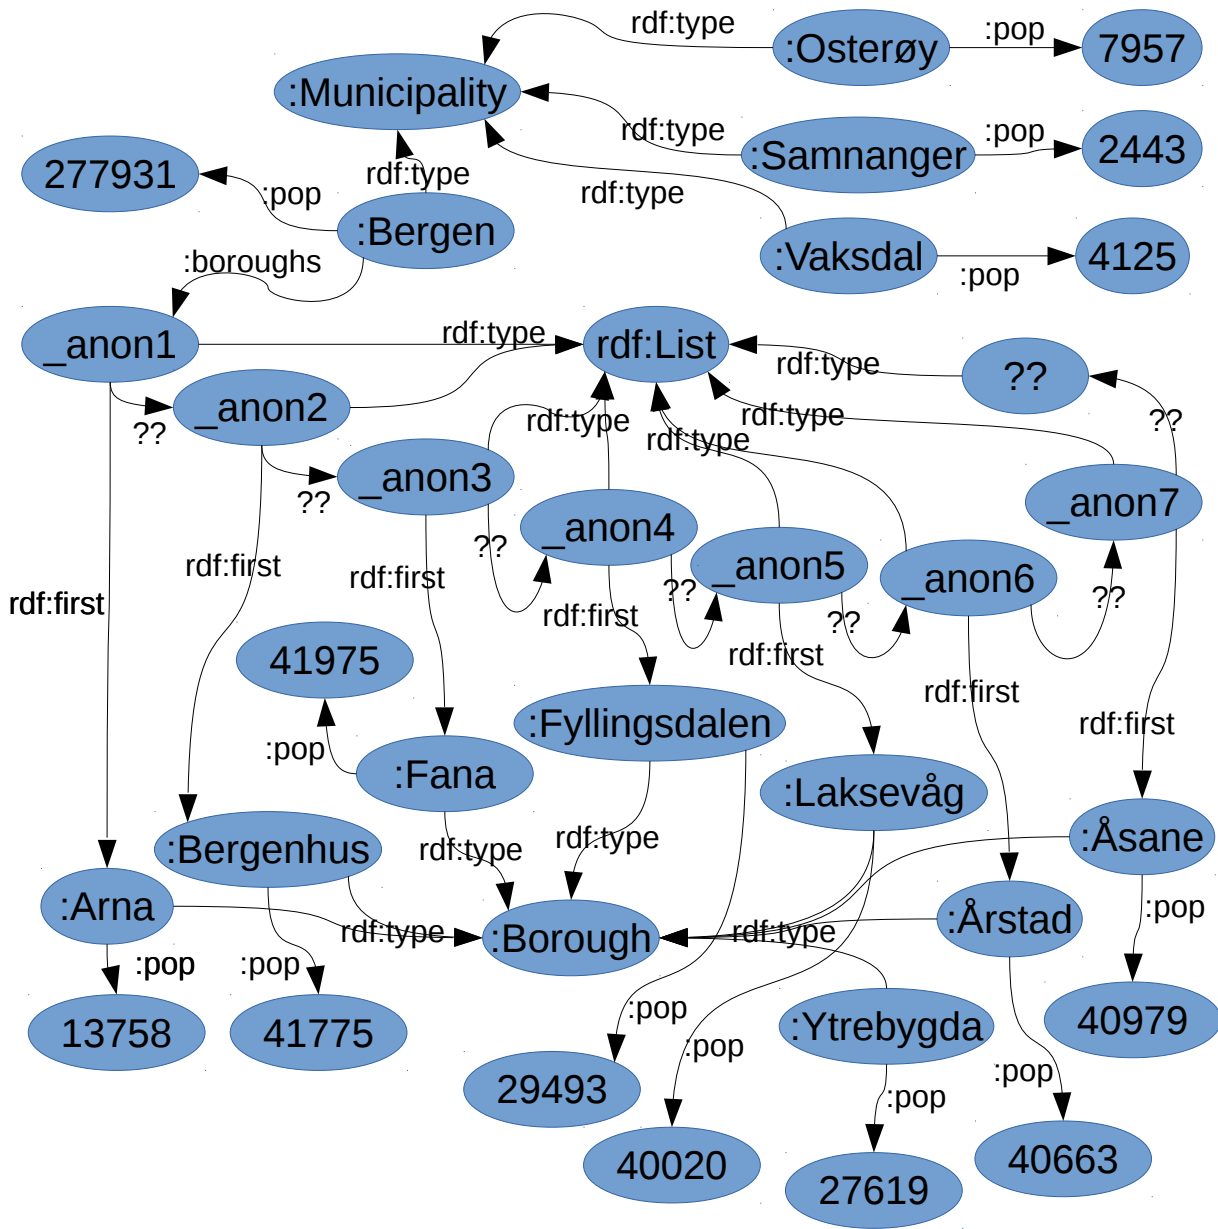 rdf:type
:Osterøy
:pop
7957
:Municipality
rdf:type
:Samnanger
:pop
2443
277931
:pop
rdf:type
rdf:type
:Bergen
:Vaksdal
:pop
4125
:boroughs
_anon1
rdf:type
rdf:List
rdf:type
??
??
_anon2
rdf:type
rdf:type
rdf:type
??
??
_anon3
_anon4
_anon5
_anon6
_anon7
??
??
??
??
rdf:first
rdf:first
rdf:first
rdf:first
rdf:first
rdf:first
rdf:first
41975
:pop
:Fana
:Fyllingsdalen
:Laksevåg
:Åsane
:Bergenhus
rdf:type
rdf:type
:Arna
rdf:type
:Borough
rdf:type
:Årstad
:pop
:pop
:pop
13758
41775
:pop
:pop
:Ytrebygda
:pop
40979
29493
:pop
40020
27619
40663